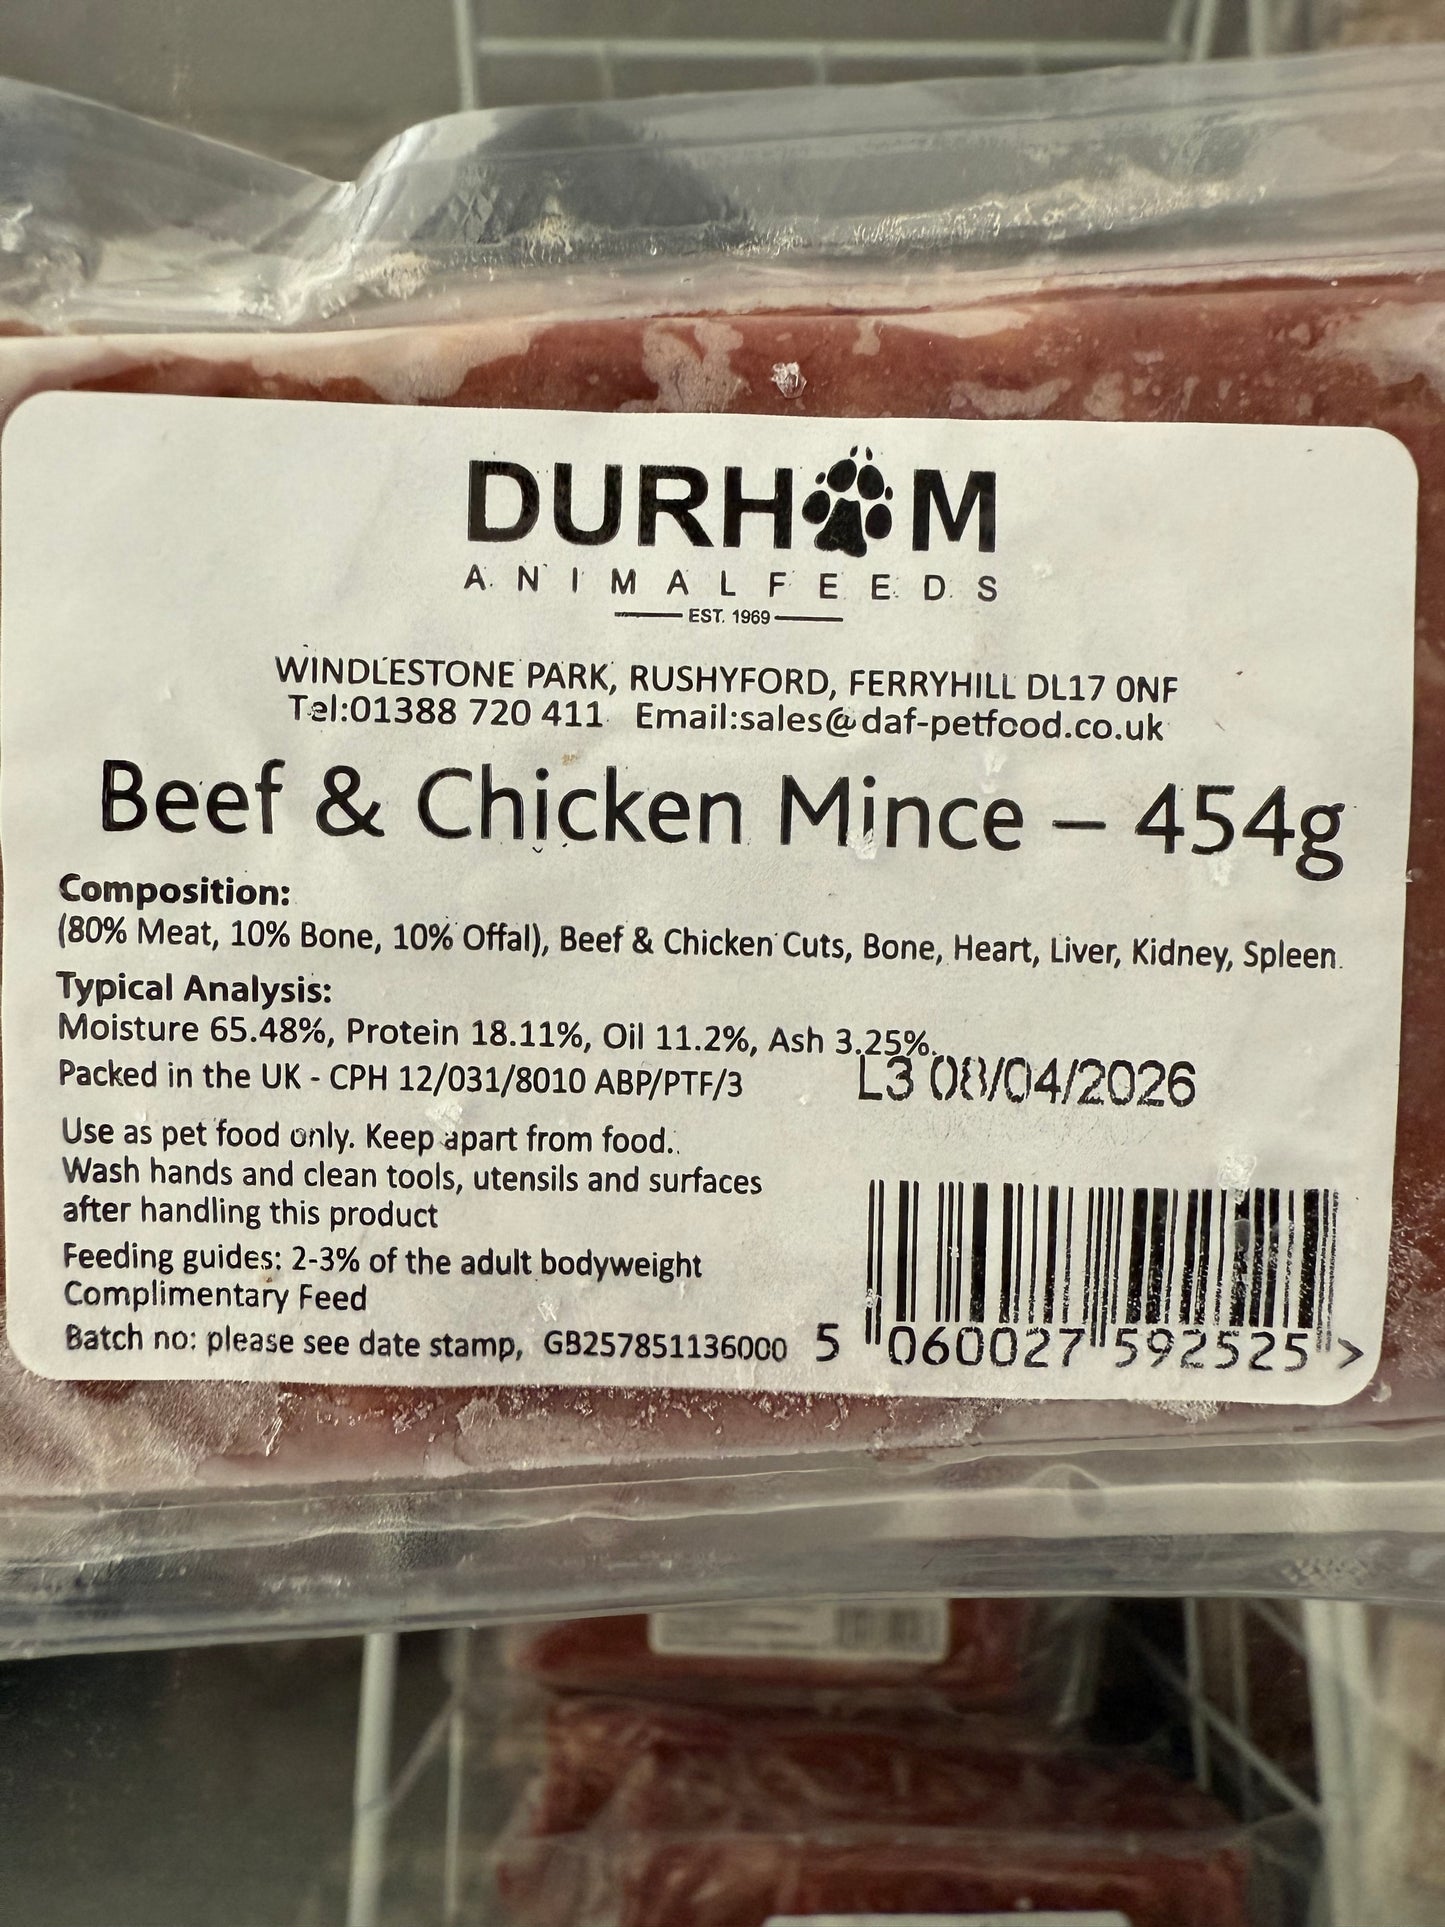 DURHAM
ANIMAL FEEDS
EST. 1969
WINDLESTONE PARK, RUSHYFORD, FERRYHILL DL17 0NF
Tel:01388 720 411 Email:sales@daf-petfood.co.uk
Beef & Chicken Mince – 454g
Composition:
(80% Meat, 10% Bone, 10% Offal), Beef & Chicken Cuts, Bone, Heart, Liver, Kidney, Spleen.
Typical Analysis:
Moisture 65.48%, Protein 18.11%, Oil 11.2%, Ash 3.25%.
Packed in the UK - CPH 12/031/8010 ABP/PTF/3
L3 08/04/2026
Use as pet food only. Keep apart from food.
Wash hands and clean tools, utensils and surfaces
after handling this product
Feeding guides: 2-3% of the adult bodyweight
Complimentary Feed
Batch no: please see date stamp, GB257851136000
5 060027 592525 >